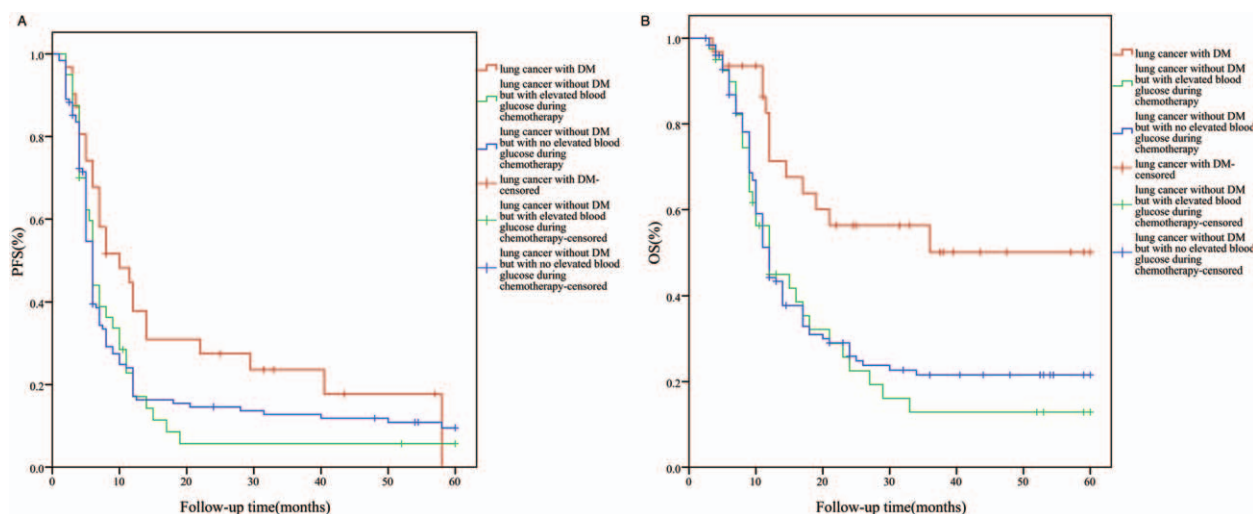 A
1.0
0.8
0.6
0.4
0.2
0.0
PFS(%)
0
10
20
30
40
50
60
Follow-up time(months)
lung cancer with DM
lung cancer without DM
but with elevated blood
glucose during
chemotherapy
lung cancer without DM
but with no elevated blood
glucose during
chemotherapy
lung cancer with DM-
censored
lung cancer without DM
but with elevated blood
glucose during
chemotherapy-censored
lung cancer without DM
but with no elevated blood
glucose during
chemotherapy-censored
B
1.0
0.8
0.6
0.4
0.2
0.0
OS(%)
0
10
20
30
40
50
60
Follow-up time(months)
lung cancer with DM
lung cancer without DM
but with elevated blood
glucose during
chemotherapy
lung cancer without DM
but with no elevated blood
glucose during
chemotherapy
lung cancer with DM-
censored
lung cancer without DM
but with elevated blood
glucose during
chemotherapy-censored
lung cancer without DM
but with no elevated blood
glucose during
chemotherapy-censored